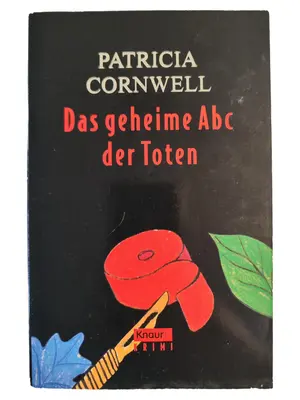 PATRICIA
CORNWELL
Das geheime Abc
der Toten
Knaur
KRIMI